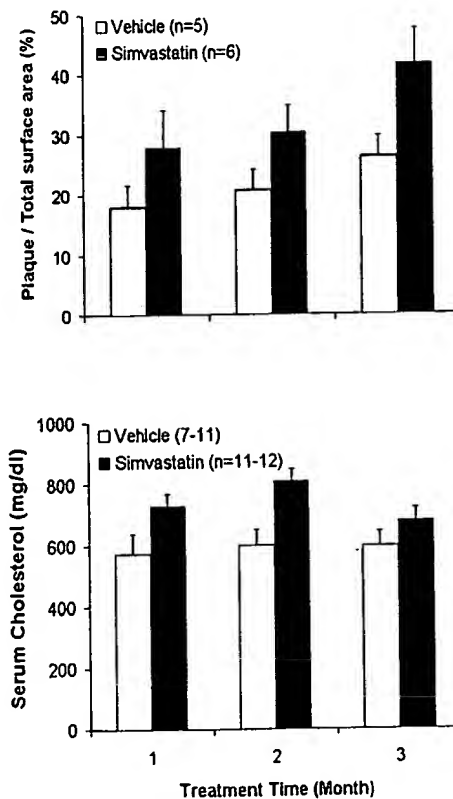 Plaque / Total surface area (%)
50
40
30
20
10
0
Vehicle (n=5)
Simvastatin (n=6)
Serum Cholesterol (mg/dl)
1000
800
600
400
200
0
Vehicle (7-11)
Simvastatin (n=11-12)
1 2 3
Treatment Time (Month)